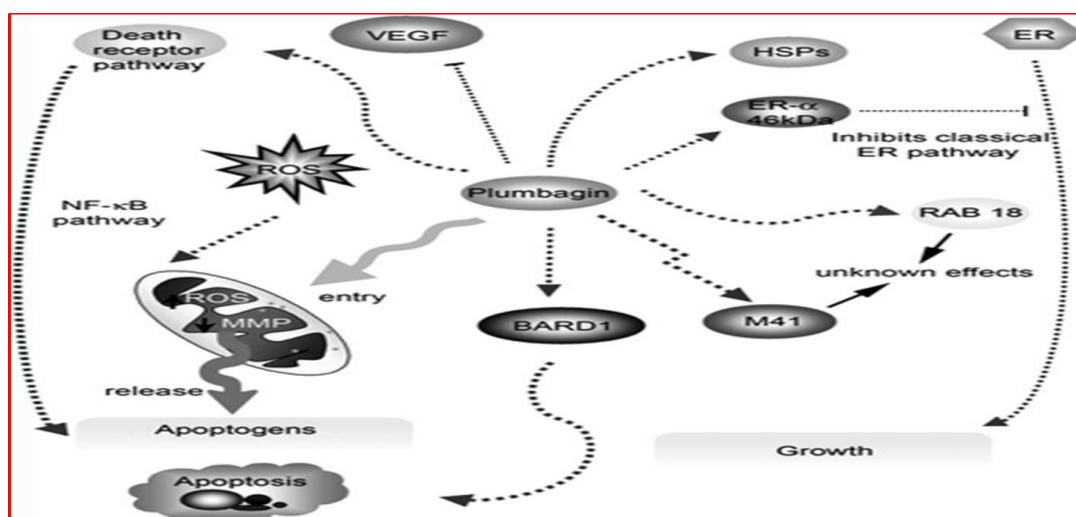 Death
receptor
pathway
VEGF
HSPs
ER
ER-α
46kDa
Inhibits classical
ER pathway
ROS
Plumbagin
NF-κB
pathway
RAB 18
unknown effects
ROS
MMP
entry
BARD1
M41
release
Apoptogens
Growth
Apoptosis